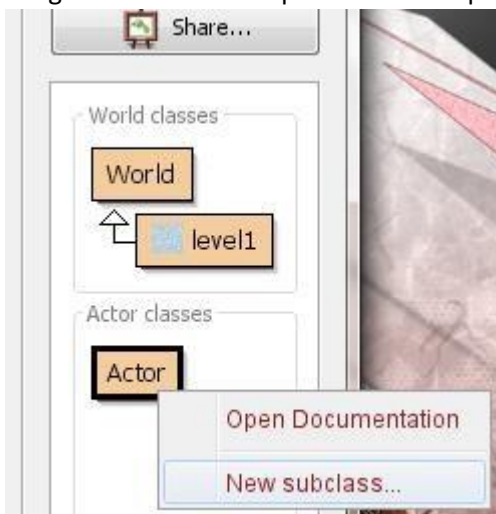 Share...
World classes
World
level1
Actor classes
Actor
Open Documentation
New subclass...